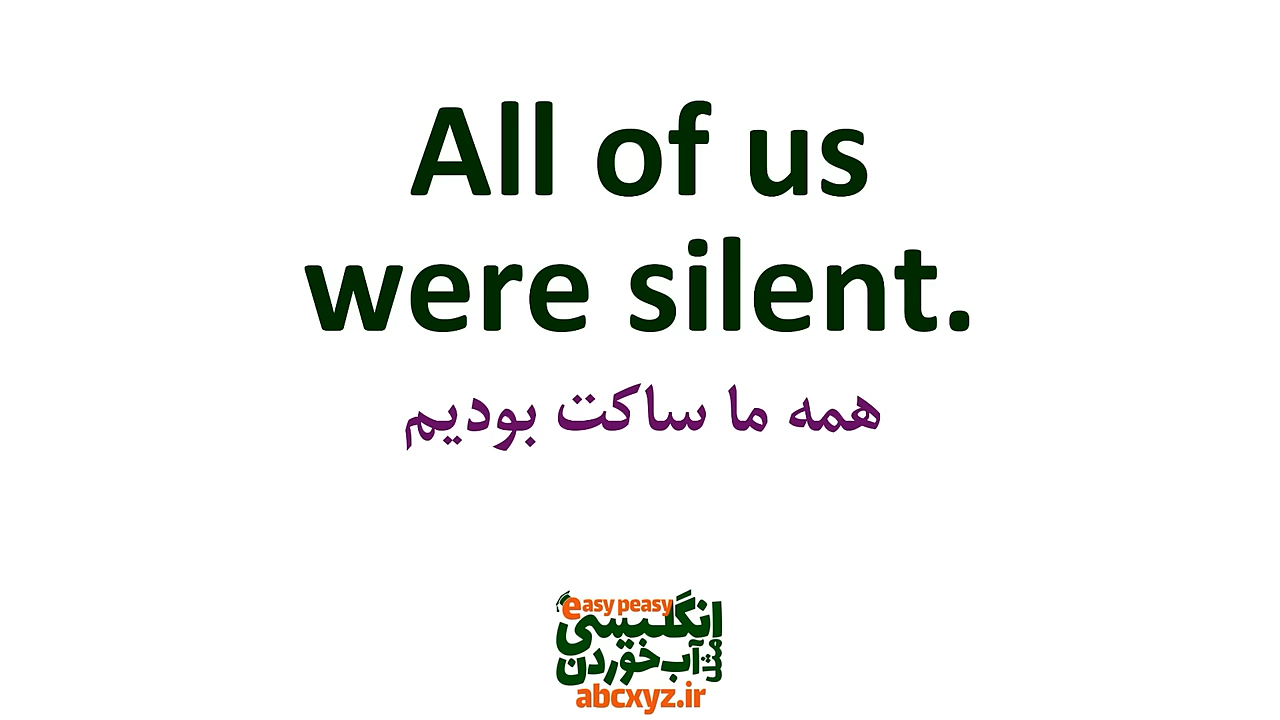 All of us
were silent.
همه ما ساکت بودیم
easy peasy
انگلیسی
مثل آب خوردن
abcxyz.ir